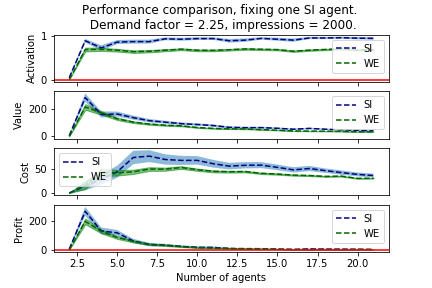 Performance comparison, fixing one SI agent.
Demand factor = 2.25, impressions = 2000.
Activation
1
0
SI
WE
Value
200
0
SI
WE
Cost
50
0
SI
WE
Profit
200
0
SI
WE
2.5 5.0 7.5 10.0 12.5 15.0 17.5 20.0
Number of agents